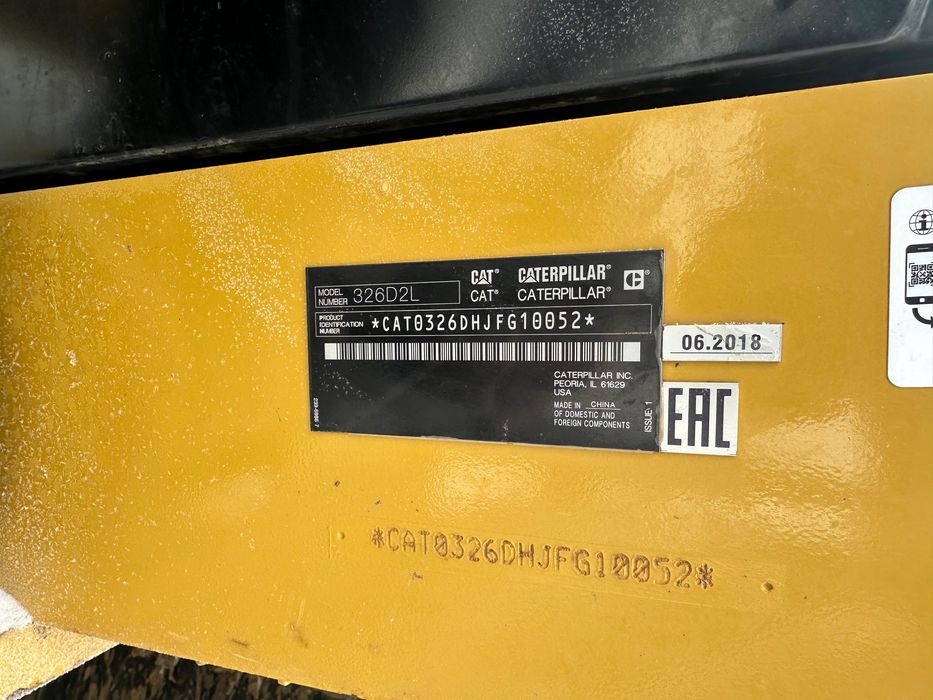 CAT® CATERPILLAR®
CAT® CATERPILLAR®
MODEL NUMBER 326D2L
PRODUCT IDENTIFICATION NUMBER *CAT0326DHJFG10052*
CATERPILLAR INC.
PEORIA, IL 61629
USA
MADE IN CHINA
OF DOMESTIC AND
FOREIGN COMPONENTS
ISSUE: 1
06.2018
EAC
*CAT0326DHJFG10052*